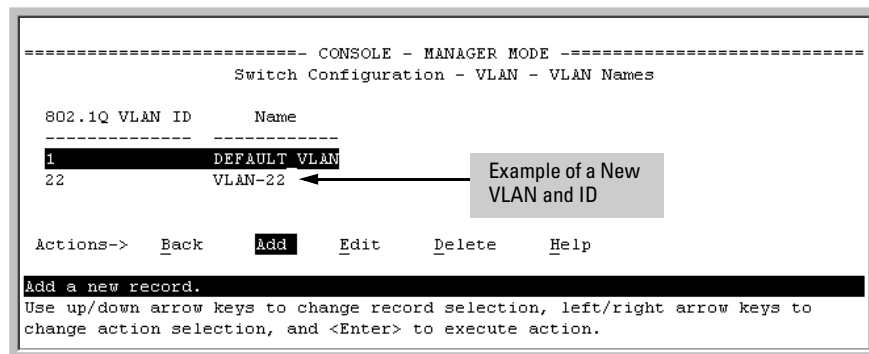 ===========================- CONSOLE - MANAGER MODE -============================
Switch Configuration - VLAN - VLAN Names
802.1Q VLAN ID Name
-------------- ------------
1 DEFAULT_VLAN
22 VLAN-22
Example of a New
VLAN and ID
Actions-> Back Add Edit Delete Help
Add a new record.
Use up/down arrow keys to change record selection, left/right arrow keys to
change action selection, and <Enter> to execute action.